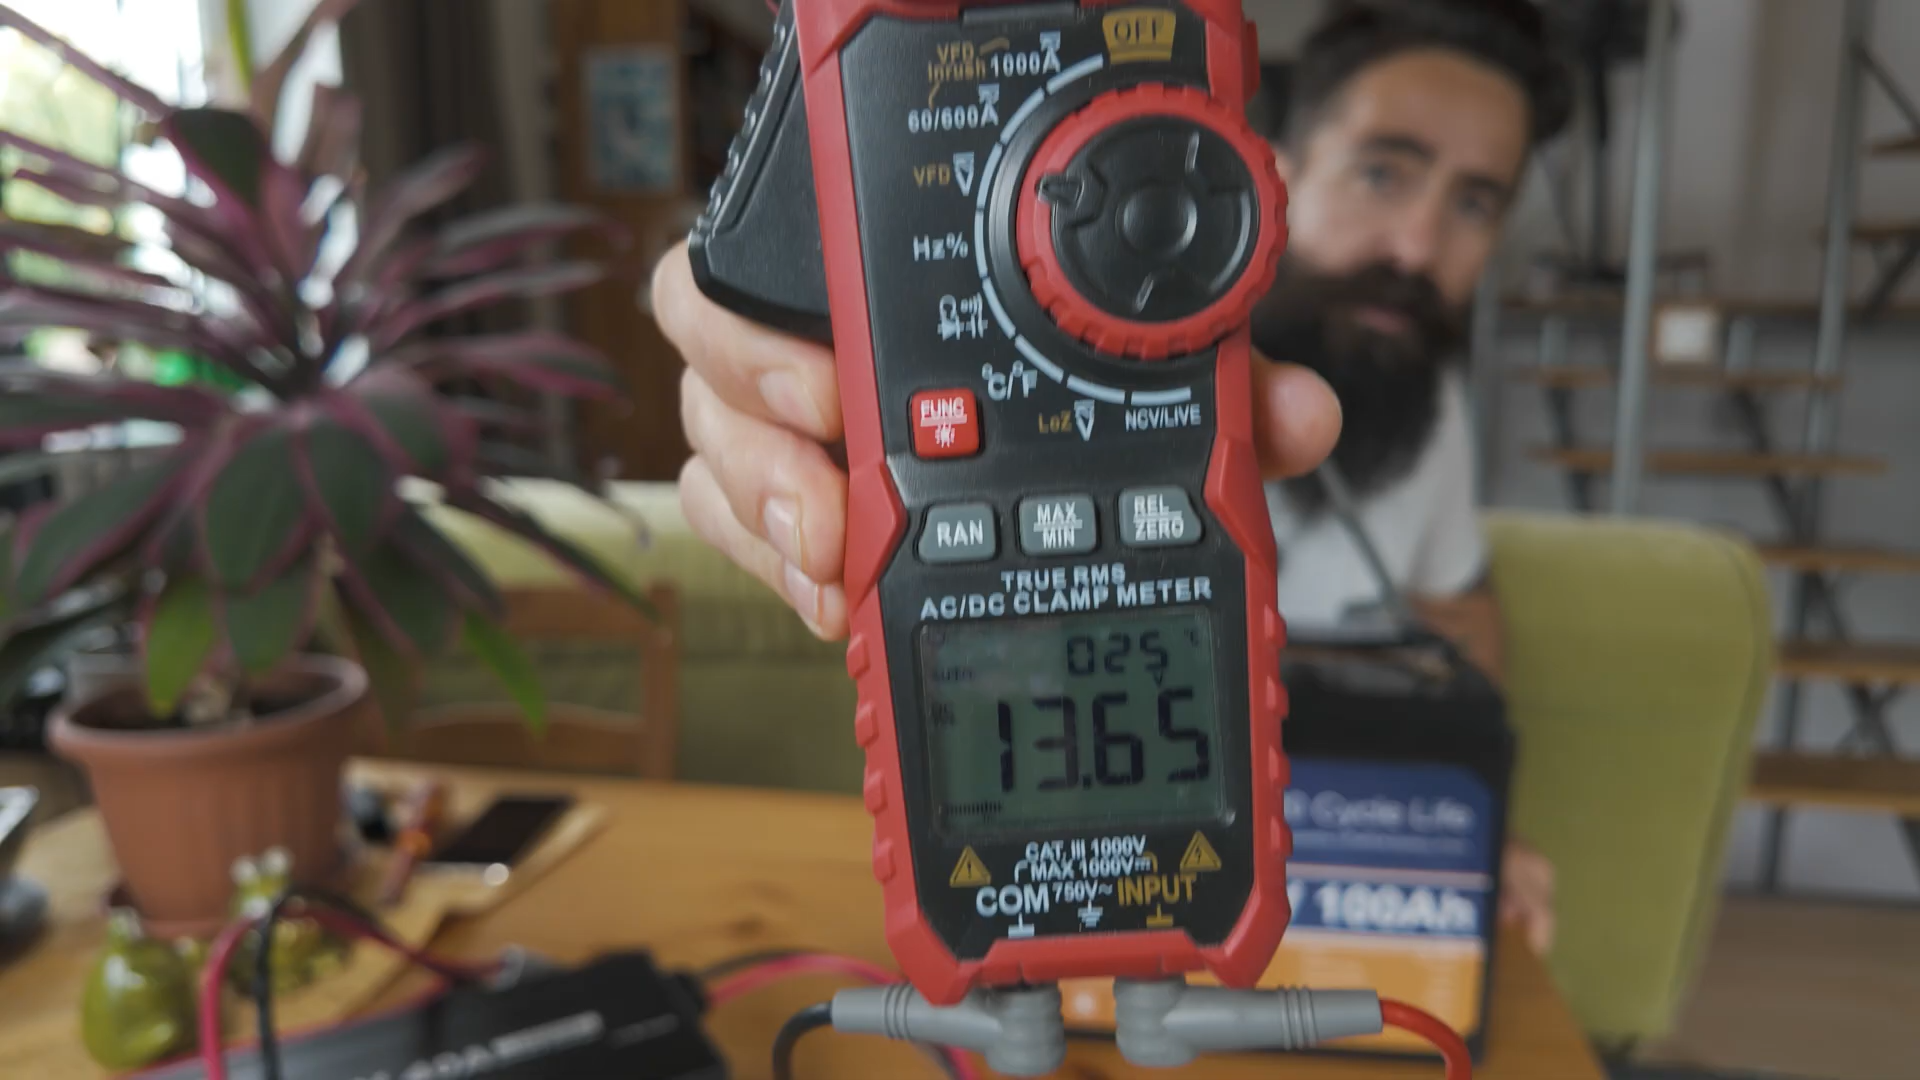 OFF
VFD
Inrush 1000A
60/600A
VFD V
Hz%
°C/°F
LoZ V
NCV/LIVE
FUNC
RAN
MAX
MIN
REL
ZERO
TRUE RMS
AC/DC CLAMP METER
025
13.65
CAT. III 1000V
MAX 1000V
COM 750V~ INPUT
Cycle Life
100Ah